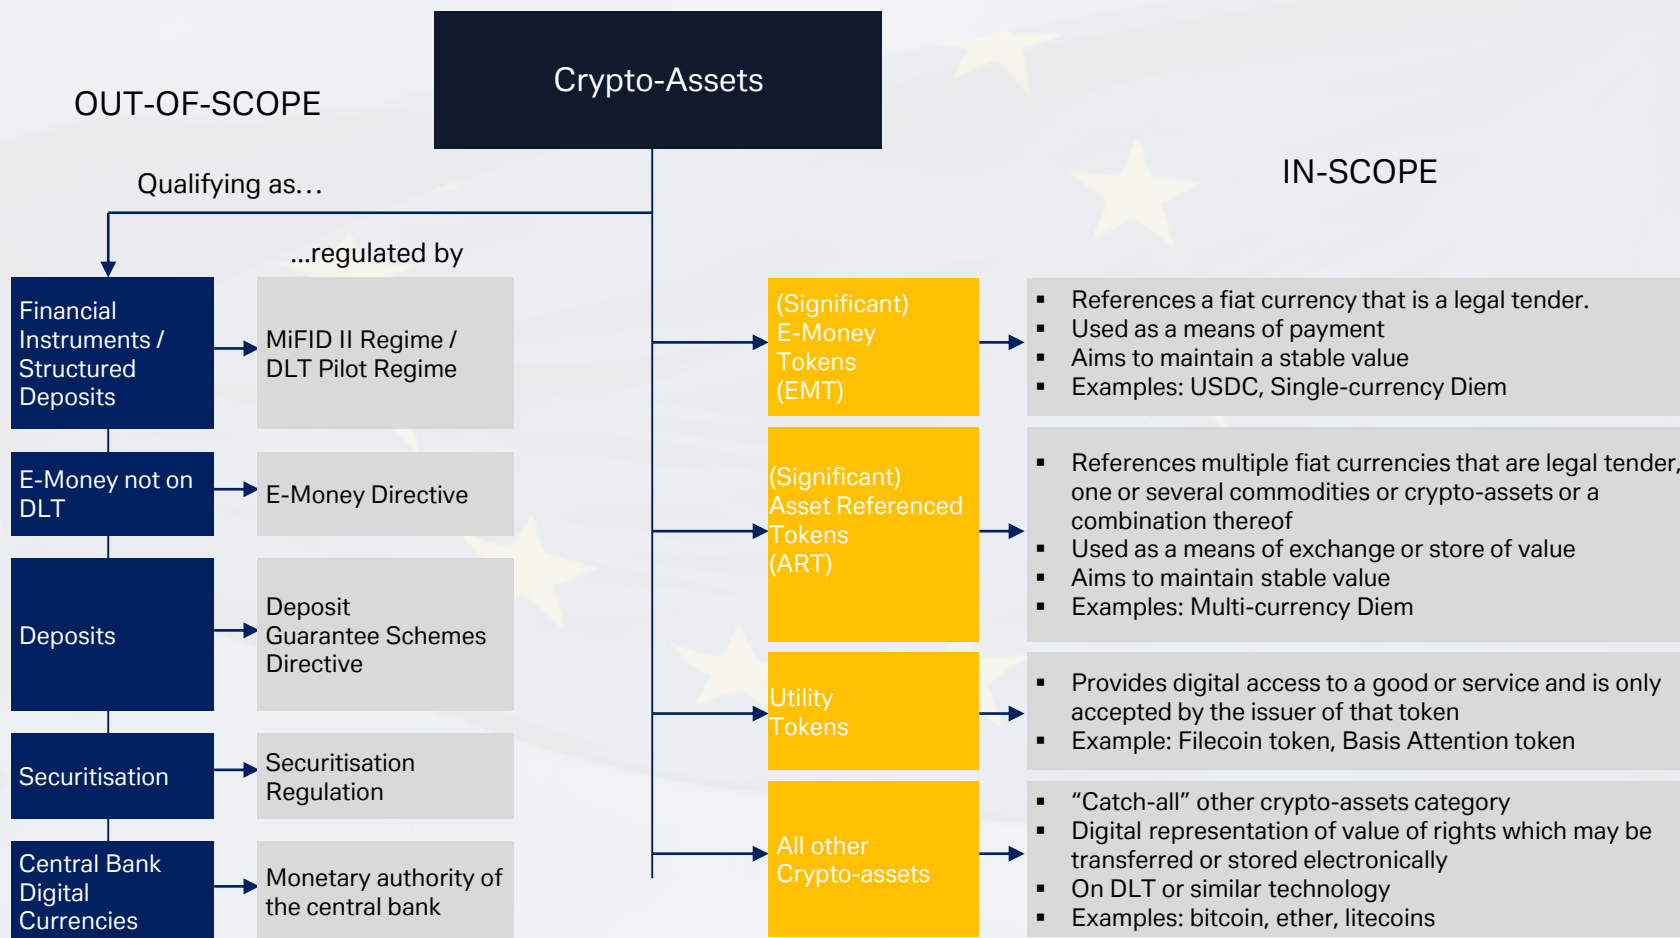 Crypto-Assets
OUT-OF-SCOPE
IN-SCOPE
Qualifying as...
...regulated by
Financial
Instruments /
Structured
Deposits
MiFID II Regime /
DLT Pilot Regime
E-Money not on
DLT
E-Money Directive
Deposits
Deposit
Guarantee Schemes
Directive
Securitisation
Securitisation
Regulation
Central Bank
Digital
Currencies
Monetary authority of
the central bank
(Significant)
E-Money
Tokens
(EMT)
▪ References a fiat currency that is a legal tender.
▪ Used as a means of payment
▪ Aims to maintain a stable value
▪ Examples: USDC, Single-currency Diem
(Significant)
Asset Referenced
Tokens
(ART)
▪ References multiple fiat currencies that are legal tender,
one or several commodities or crypto-assets or a
combination thereof
▪ Used as a means of exchange or store of value
▪ Aims to maintain stable value
▪ Examples: Multi-currency Diem
Utility
Tokens
▪ Provides digital access to a good or service and is only
accepted by the issuer of that token
▪ Example: Filecoin token, Basis Attention token
All other
Crypto-assets
▪ “Catch-all” other crypto-assets category
▪ Digital representation of value of rights which may be
transferred or stored electronically
▪ On DLT or similar technology
▪ Examples: bitcoin, ether, litecoins